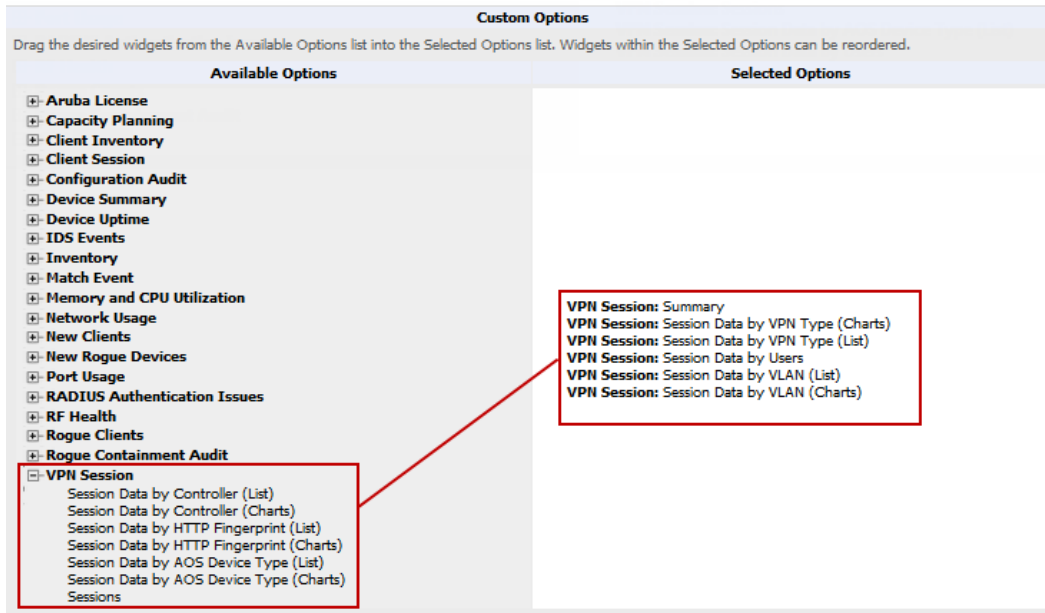 Custom Options
Drag the desired widgets from the Available Options list into the Selected Options list. Widgets within the Selected Options can be reordered.
Available Options
Selected Options
Aruba License
Capacity Planning
Client Inventory
Client Session
Configuration Audit
Device Summary
Device Uptime
IDS Events
Inventory
Match Event
Memory and CPU Utilization
Network Usage
New Clients
New Rogue Devices
Port Usage
RADIUS Authentication Issues
RF Health
Rogue Clients
Rogue Containment Audit
VPN Session
Session Data by Controller (List)
Session Data by Controller (Charts)
Session Data by HTTP Fingerprint (List)
Session Data by HTTP Fingerprint (Charts)
Session Data by AOS Device Type (List)
Session Data by AOS Device Type (Charts)
Sessions
VPN Session: Summary
VPN Session: Session Data by VPN Type (Charts)
VPN Session: Session Data by VPN Type (List)
VPN Session: Session Data by Users
VPN Session: Session Data by VLAN (List)
VPN Session: Session Data by VLAN (Charts)